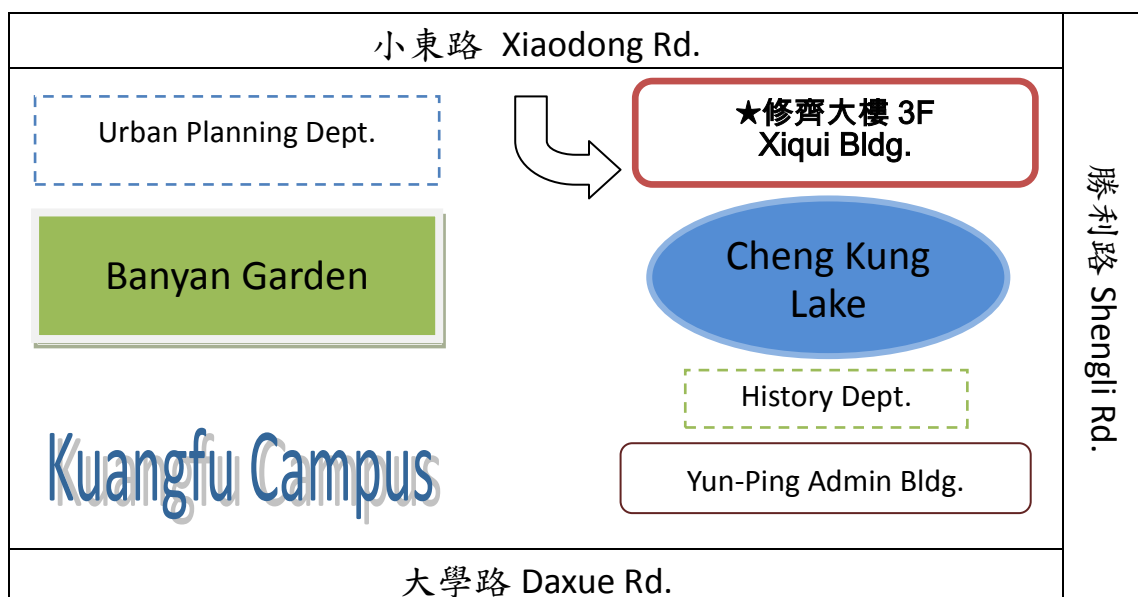 小東路 Xiaodong Rd.
Urban Planning Dept.
★修齊大樓 3F
Xiqui Bldg.
Banyan Garden
Cheng Kung
Lake
勝利路 Shengli Rd.
History Dept.
Kuangfu Campus
Yun-Ping Admin Bldg.
大學路 Daxue Rd.